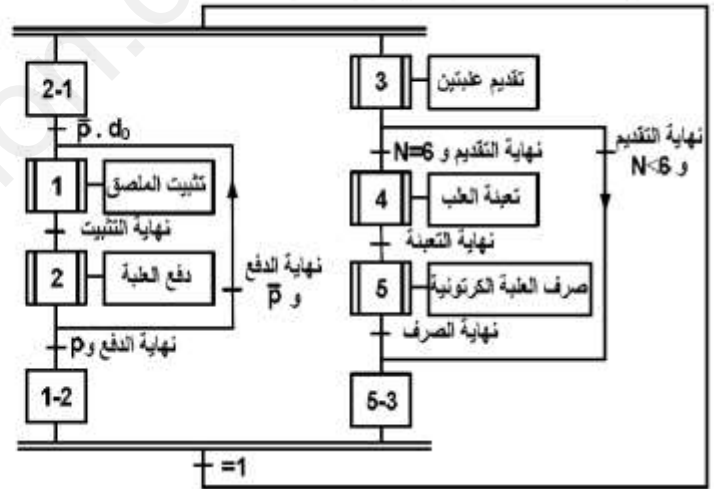 2-1
p̅ . d₀
1
تثبيت الملصق
نهاية التثبيت
2
دفع العلبة
نهاية الدفع
و p̅
نهاية الدفع وp
1-2
3
تقديم علبتين
نهاية التقديم و N=6
نهاية التقديم
و N<6
4
تعبئة العلب
نهاية التعبئة
5
صرف العلبة الكرتونية
نهاية الصرف
5-3
=1